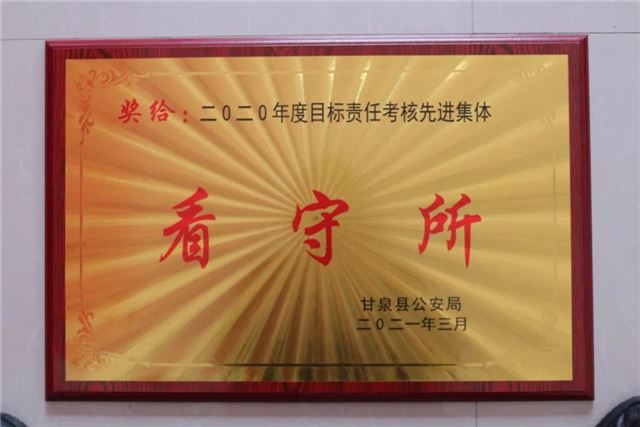 奖给：二〇二〇年度目标责任考核先进集体
看守所
甘泉县公安局
二〇二一年三月